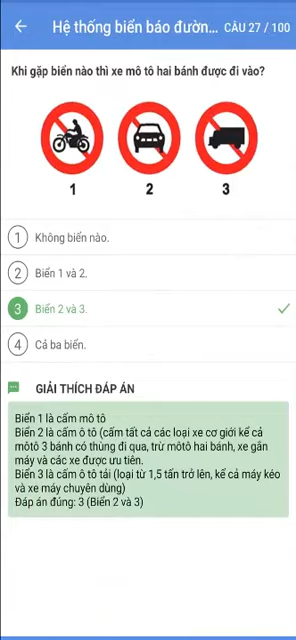 Hệ thống biển báo đườn... CÂU 27 / 100
Khi gặp biển nào thì xe mô tô hai bánh được đi vào?
1 2 3
1 Không biển nào.
2 Biển 1 và 2.
3 Biển 2 và 3.
4 Cả ba biển.
GIẢI THÍCH ĐÁP ÁN
Biển 1 là cấm mô tô
Biển 2 là cấm ô tô (cấm tất cả các loại xe cơ giới kể cả
môtô 3 bánh có thùng đi qua, trừ môtô hai bánh, xe gắn
máy và các xe được ưu tiên.
Biển 3 là cấm ô tô tải (loại từ 1,5 tấn trở lên, kể cả máy kéo
và xe máy chuyên dùng)
Đáp án đúng: 3 (Biển 2 và 3)